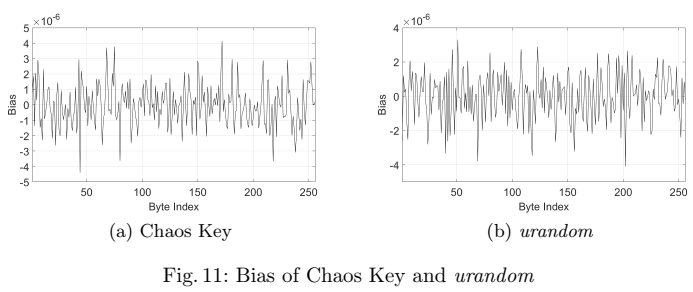 ×10⁻⁶
5
4
3
2
1
0
-1
-2
-3
-4
-5
Bias
50 100 150 200 250
Byte Index
(a) Chaos Key
×10⁻⁶
4
2
0
-2
-4
Bias
50 100 150 200 250
Byte Index
(b) urandom
Fig. 11: Bias of Chaos Key and urandom